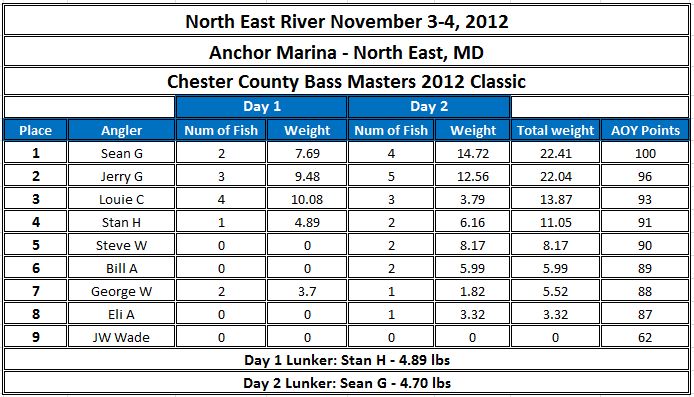 North East River November 3-4, 2012
Anchor Marina - North East, MD
Chester County Bass Masters 2012 Classic
Day 1 Day 2
Place Angler Num of Fish Weight Num of Fish Weight Total weight AOY Points
1 Sean G 2 7.69 4 14.72 22.41 100
2 Jerry G 3 9.48 5 12.56 22.04 96
3 Louie C 4 10.08 3 3.79 13.87 93
4 Stan H 1 4.89 2 6.16 11.05 91
5 Steve W 0 0 2 8.17 8.17 90
6 Bill A 0 0 2 5.99 5.99 89
7 George W 2 3.7 1 1.82 5.52 88
8 Eli A 0 0 1 3.32 3.32 87
9 JW Wade 0 0 0 0 0 62
Day 1 Lunker: Stan H - 4.89 lbs
Day 2 Lunker: Sean G - 4.70 lbs